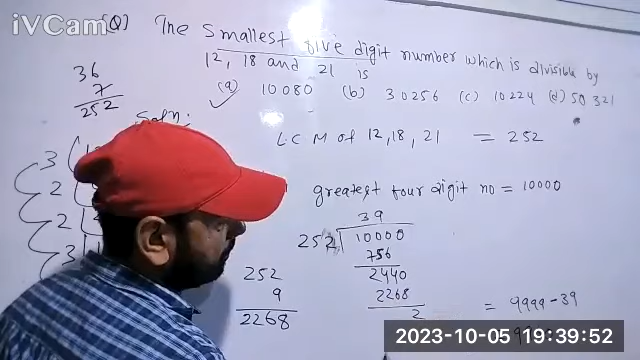 iVCam
(Q) The Smallest five digit number which is divisible by
12, 18 and 21 is
(a) 10080 (b) 30256 (c) 10224 (d) 50321
36
7
252
Soln:
LCM of 12, 18, 21 = 252
3
2
2
3
greatest four digit no = 10000
39
252 10000
756
2440
2268
2
252
9
2268
= 9999-39
2023-10-05 19:39:52